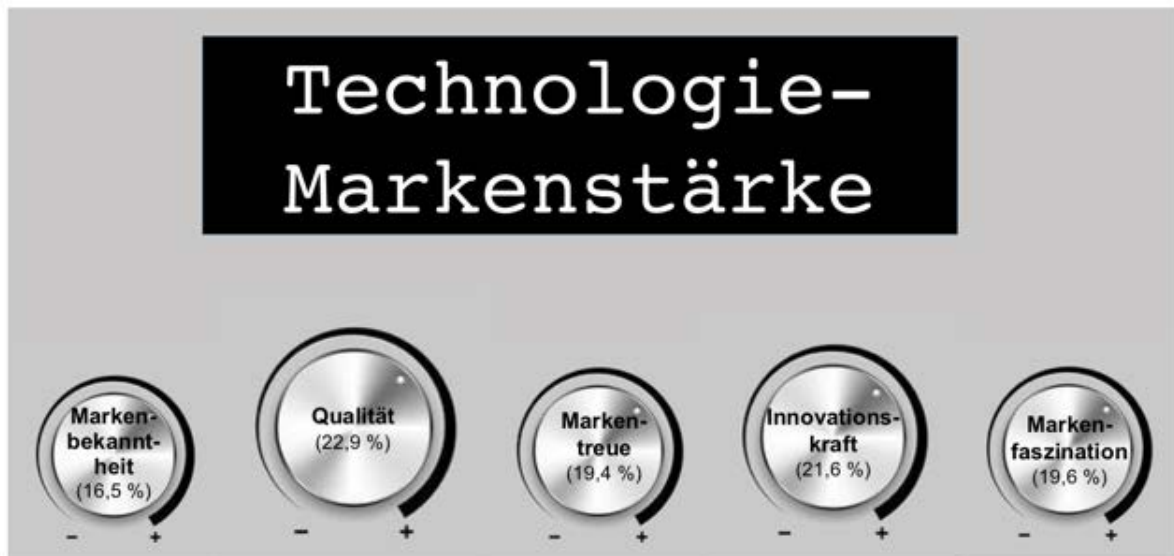 Technologie-
Markenstärke
Marken-
bekannt-
heit
(16,5 %)
– +
Qualität
(22,9 %)
– +
Marken-
treue
(19,4 %)
– +
Innovations-
kraft
(21,6 %)
– +
Marken-
faszination
(19,6 %)
– +